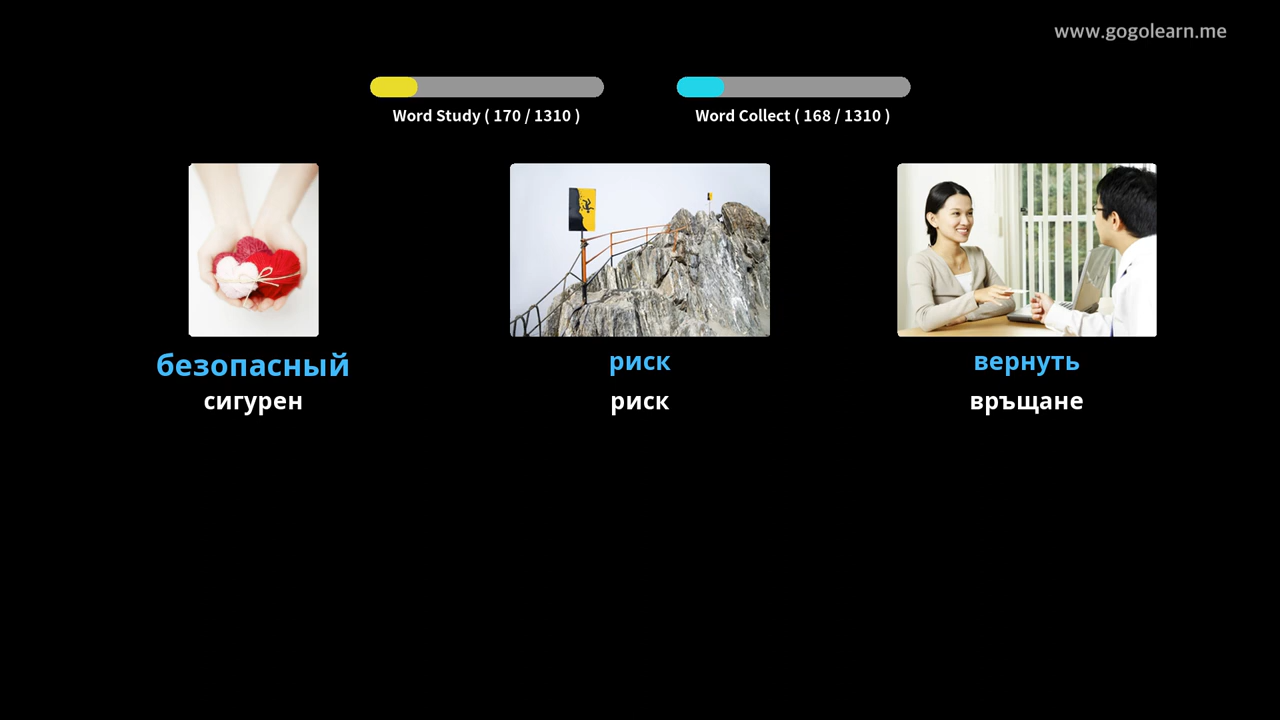 www.gogolearn.me
Word Study ( 170 / 1310 )
Word Collect ( 168 / 1310 )
безопасный
риск
вернуть
сигурен
риск
връщане